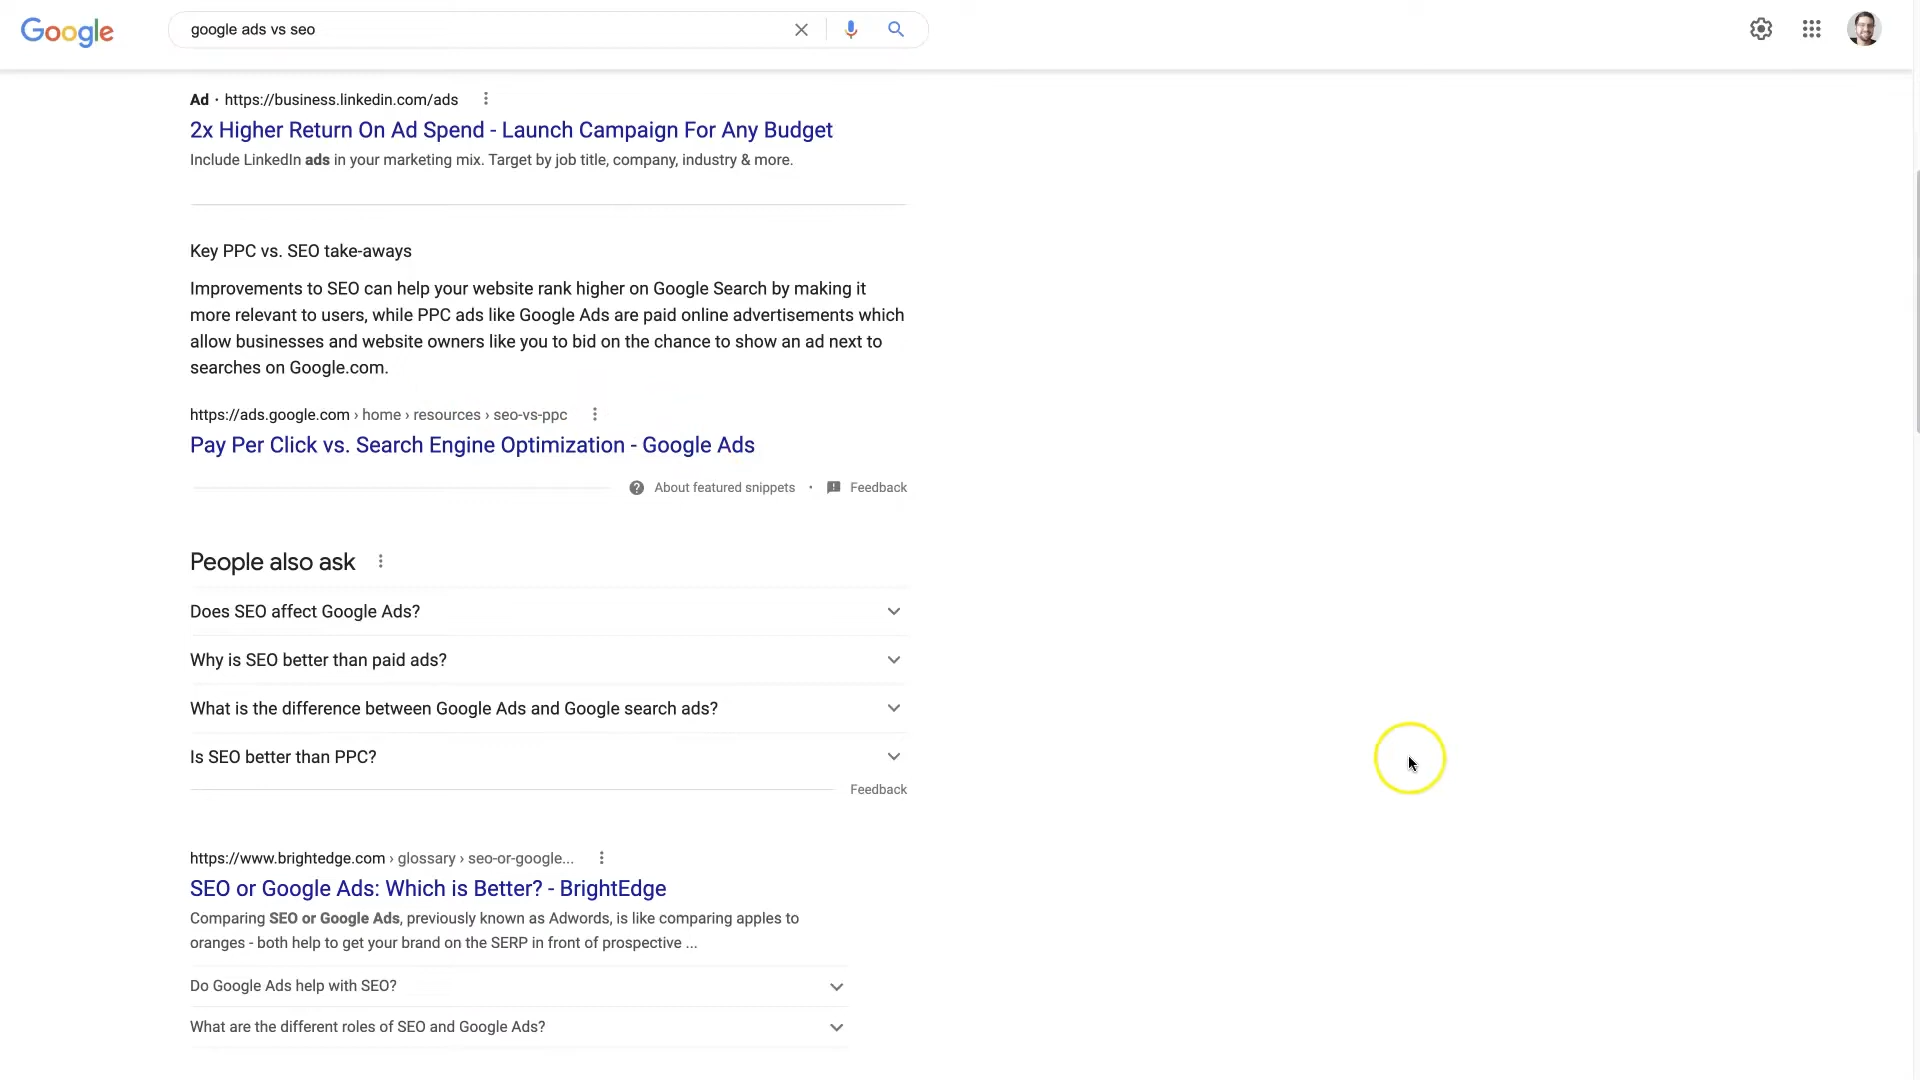 Google
google ads vs seo
Ad · https://business.linkedin.com/ads
2x Higher Return On Ad Spend - Launch Campaign For Any Budget
Include LinkedIn ads in your marketing mix. Target by job title, company, industry & more.
Key PPC vs. SEO take-aways
Improvements to SEO can help your website rank higher on Google Search by making it
more relevant to users, while PPC ads like Google Ads are paid online advertisements which
allow businesses and website owners like you to bid on the chance to show an ad next to
searches on Google.com.
https://ads.google.com › home › resources › seo-vs-ppc
Pay Per Click vs. Search Engine Optimization - Google Ads
About featured snippets · Feedback
People also ask
Does SEO affect Google Ads?
Why is SEO better than paid ads?
What is the difference between Google Ads and Google search ads?
Is SEO better than PPC?
Feedback
https://www.brightedge.com › glossary › seo-or-google...
SEO or Google Ads: Which is Better? - BrightEdge
Comparing SEO or Google Ads, previously known as Adwords, is like comparing apples to
oranges - both help to get your brand on the SERP in front of prospective ...
Do Google Ads help with SEO?
What are the different roles of SEO and Google Ads?